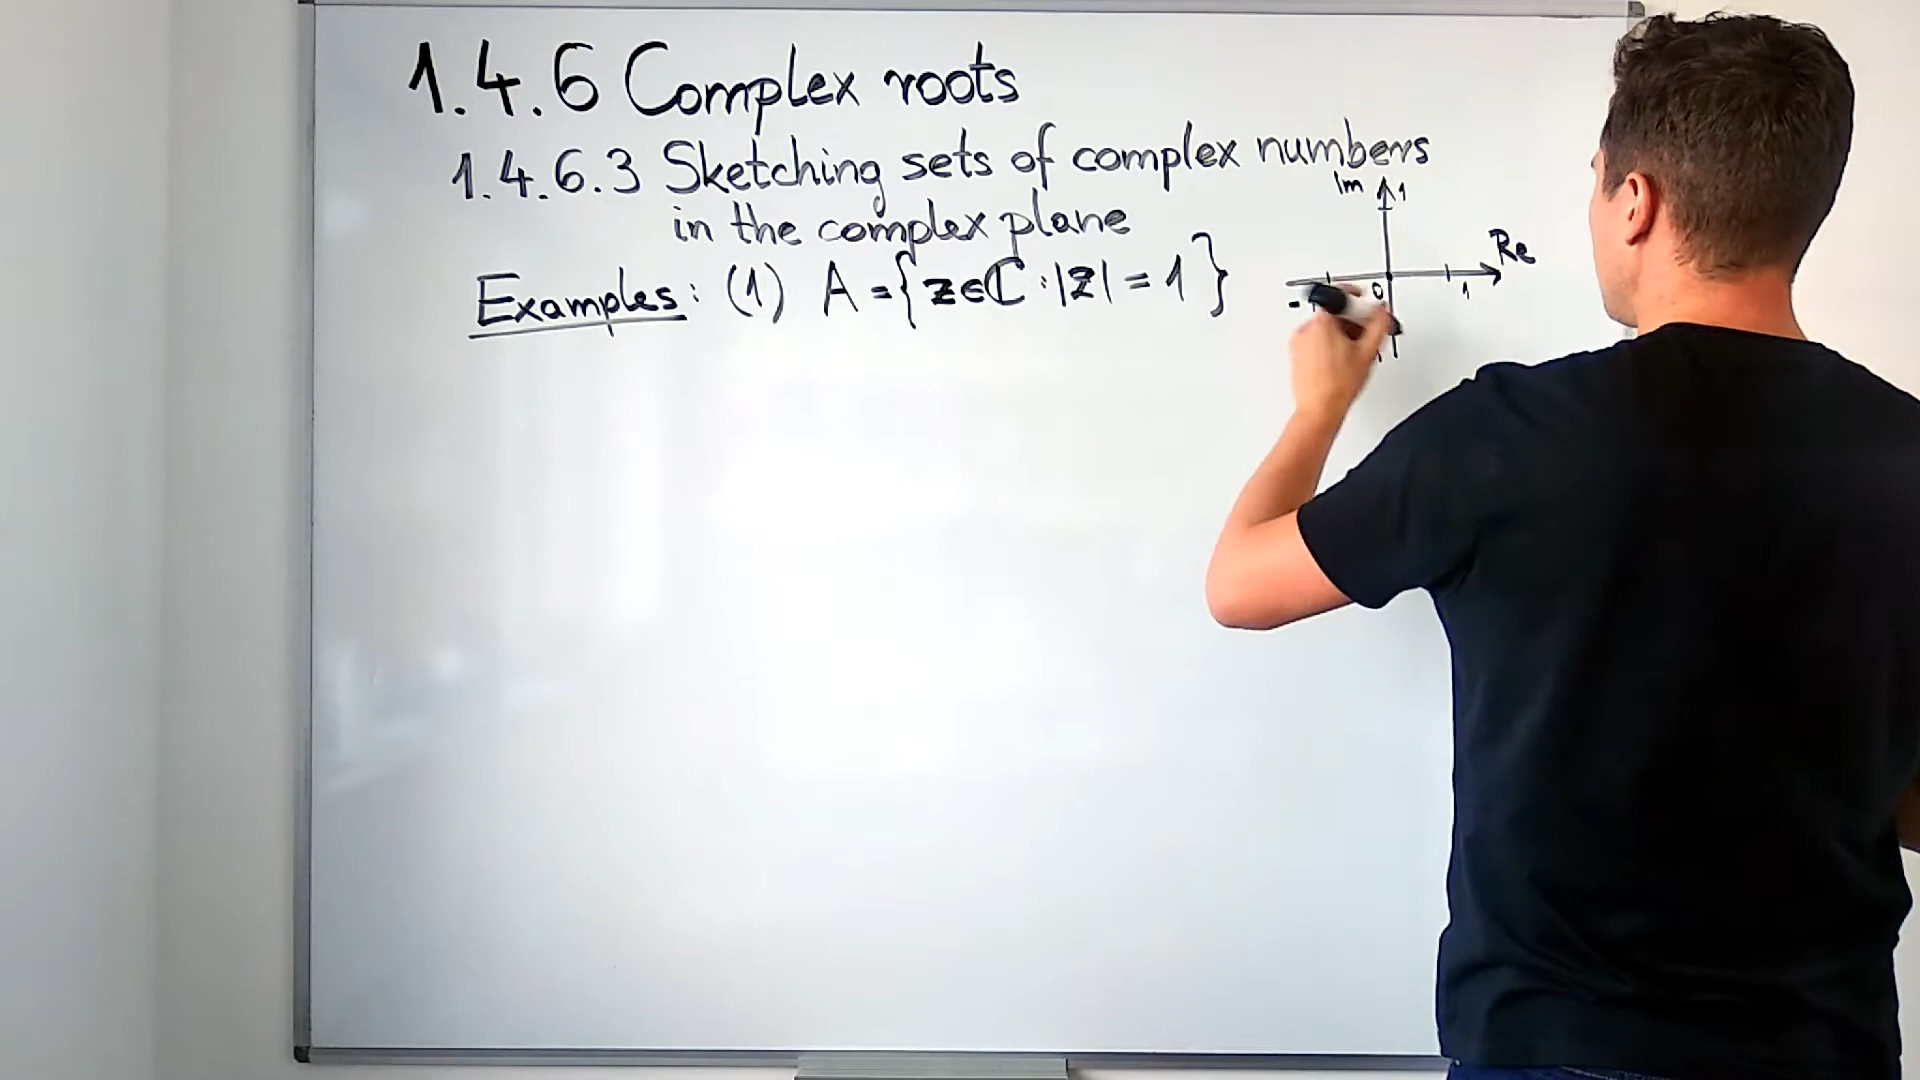 1.4.6 Complex roots
1.4.6.3 Sketching sets of complex numbers
in the complex plane
Examples: (1) A = {z∈ℂ : |z| = 1}
Im
1
Re
0
1